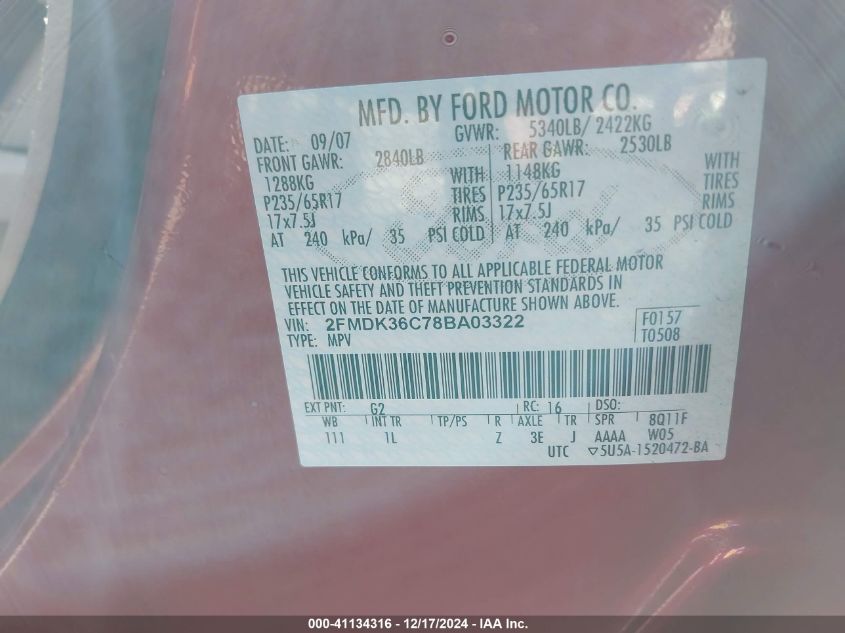 MFD. BY FORD MOTOR CO.
DATE: 09/07 GVWR: 5340LB/ 2422KG
FRONT GAWR: 2840LB REAR GAWR: 2530LB
1288KG WITH 1148KG WITH
P235/65R17 TIRES P235/65R17 TIRES
17x7.5J RIMS 17x7.5J RIMS
AT 240 kPa/ 35 PSI COLD AT 240 kPa/ 35 PSI COLD
THIS VEHICLE CONFORMS TO ALL APPLICABLE FEDERAL MOTOR
VEHICLE SAFETY AND THEFT PREVENTION STANDARDS IN
EFFECT ON THE DATE OF MANUFACTURE SHOWN ABOVE.
VIN: 2FMDK36C78BA03322 F0157
TYPE: MPV T0508
EXT PNT: G2 RC: 16 DSO:
WB INT TR TP/PS R AXLE TR SPR 8Q11F
111 1L Z 3E J AAAA W05
UTC ▽5U5A-1520472-BA
000-41134316 - 12/17/2024 - IAA Inc.